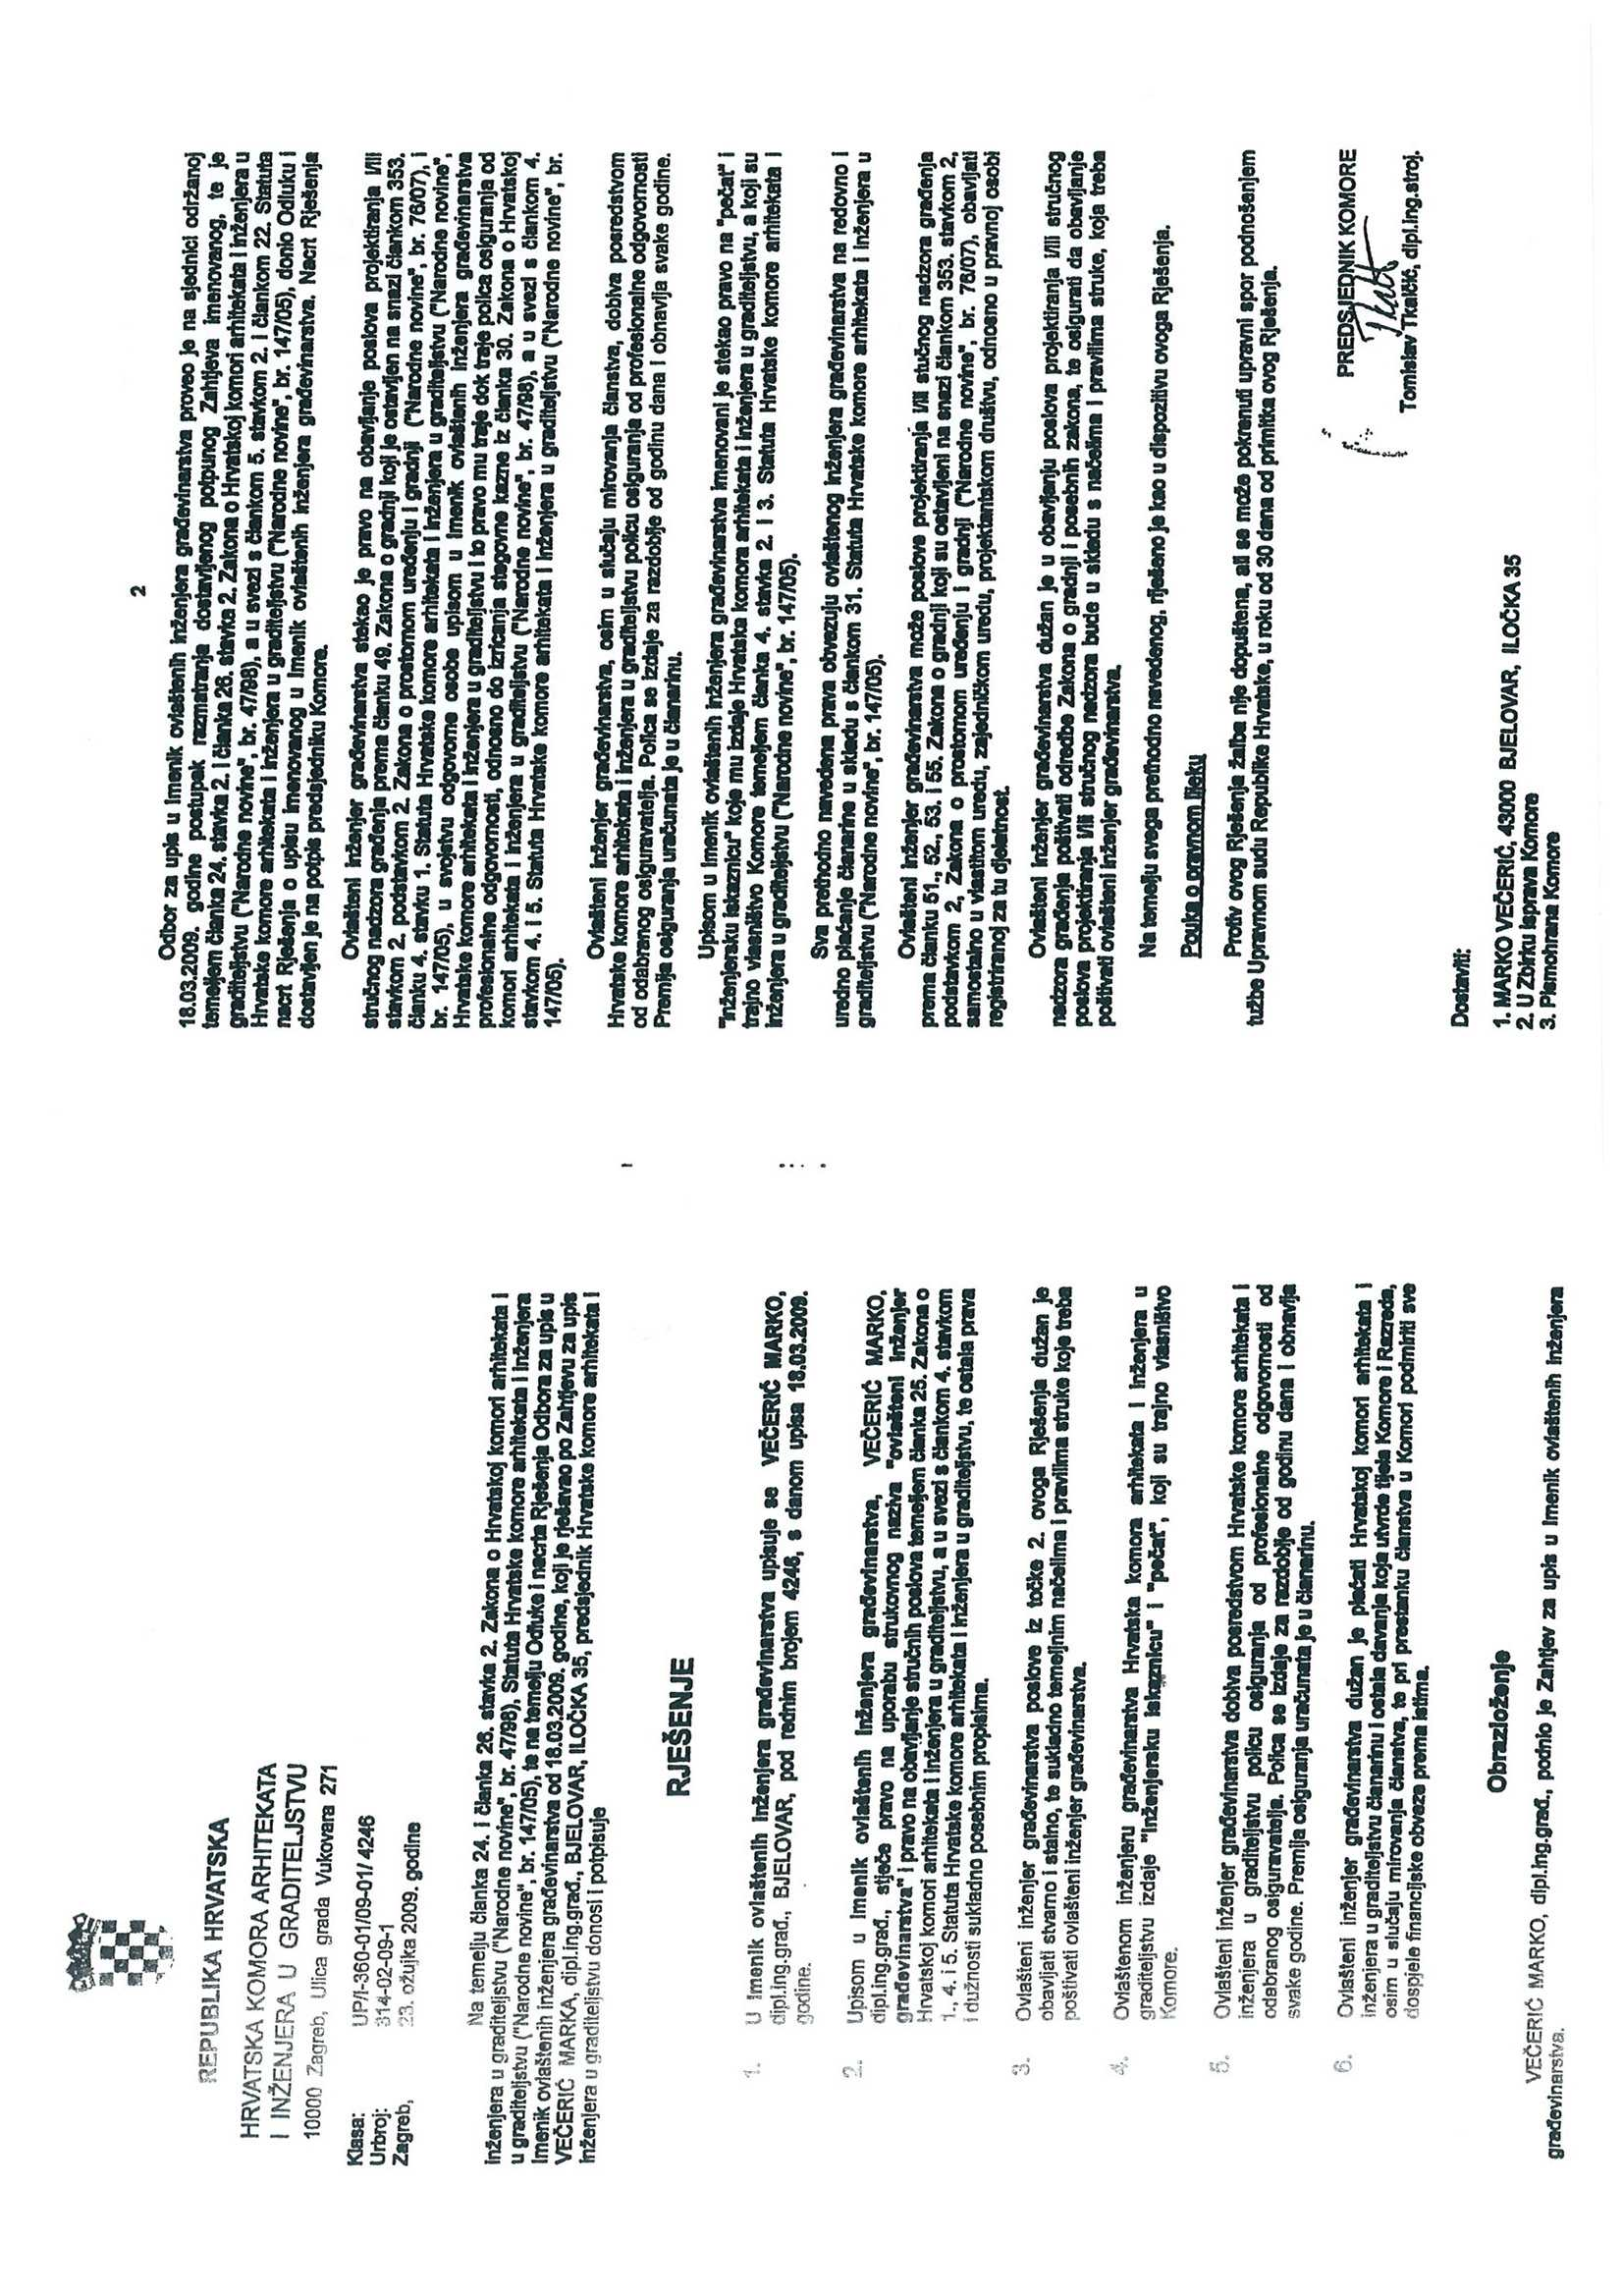 REPUBLIKA HRVATSKA
HRVATSKA KOMORA ARHITEKATA
I INŽENJERA U GRADITELJSTVU
10000 Zagreb, Ulica grada Vukovara 271
Klasa: UP/I-360-01/09-01/ 4246
Urbroj: 314-02-09-1
Zagreb, 23. ožujka 2009. godine
Na temelju članka 24. i članka 26. stavka 2. Zakona o Hrvatskoj komori arhitekata i
inženjera u graditeljstvu ("Narodne novine", br. 47/98), Statuta Hrvatske komore arhitekata i inženjera
u graditeljstvu ("Narodne novine", br. 147/05), te na temelju Odluke i nacrta Rješenja Odbora za upis u
Imenik ovlaštenih inženjera građevinarstva od 18.03.2009. godine, koji je rješavao po Zahtjevu za upis
VEČERIĆ MARKA, dipl.ing.građ., BJELOVAR, ILOČKA 35, predsjednik Hrvatske komore arhitekata i
inženjera u graditeljstvu donosi i potpisuje
RJEŠENJE
1. U Imenik ovlaštenih inženjera građevinarstva upisuje se VEČERIĆ MARKO,
dipl.ing.građ., BJELOVAR, pod rednim brojem 4246, s danom upisa 18.03.2009.
godine.
2. Upisom u Imenik ovlaštenih inženjera građevinarstva, VEČERIĆ MARKO,
dipl.ing.građ., stječe pravo na uporabu strukovnog naziva "ovlašteni inženjer
građevinarstva" i pravo na obavljanje stručnih poslova temeljem članka 25. Zakona o
Hrvatskoj komori arhitekata i inženjera u graditeljstvu, a u svezi s člankom 4. stavkom
1., 4. i 5. Statuta Hrvatske komore arhitekata i inženjera u graditeljstvu, te ostala prava
i dužnosti sukladno posebnim propisima.
3. Ovlašteni inženjer građevinarstva poslove iz točke 2. ovoga Rješenja dužan je
obavljati stvarno i stalno, te sukladno temeljnim načelima i pravilima struke koje treba
poštivati ovlašteni inženjer građevinarstva.
4. Ovlaštenom inženjeru građevinarstva Hrvatska komora arhitekata i inženjera u
graditeljstvu izdaje "inženjersku iskaznicu" i "pečat", koji su trajno vlasništvo
Komore.
5. Ovlašteni inženjer građevinarstva dobiva posredstvom Hrvatske komore arhitekata i
inženjera u graditeljstvu policu osiguranja od profesionalne odgovornosti od
odabranog osiguravatelja. Polica se izdaje za razdoblje od godinu dana i obnavlja
svake godine. Premija osiguranja uračunata je u članarinu.
6. Ovlašteni inženjer građevinarstva dužan je plaćati Hrvatskoj komori arhitekata i
inženjera u graditeljstvu članarinu i ostala davanja koja utvrde tijela Komore i Razreda,
osim u slučaju mirovanja članstva, te pri prestanku članstva u Komori podmiriti sve
dospjele financijske obveze prema istima.
Obrazloženje
VEČERIĆ MARKO, dipl.ing.građ., podnio je Zahtjev za upis u Imenik ovlaštenih inženjera
građevinarstva.
2
Odbor za upis u Imenik ovlaštenih inženjera građevinarstva proveo je na sjednici održanoj
18.03.2009. godine postupak razmatranja dostavljenog potpunog Zahtjeva imenovanog, te je
temeljem članka 24. stavka 2. i članka 26. stavka 2. Zakona o Hrvatskoj komori arhitekata i inženjera u
graditeljstvu ("Narodne novine", br. 47/98), a u svezi s člankom 5. stavkom 2. i člankom 22. Statuta
Hrvatske komore arhitekata i inženjera u graditeljstvu ("Narodne novine", br. 147/05), donio Odluku i
nacrt Rješenja o upisu imenovanog u Imenik ovlaštenih inženjera građevinarstva. Nacrt Rješenja
dostavljen je na potpis predsjedniku Komore.
Ovlašteni inženjer građevinarstva stekao je pravo na obavljanje poslova projektiranja i/ili
stručnog nadzora građenja prema članku 49. Zakona o gradnji koji je ostavljen na snazi člankom 353.
stavkom 2. podstavkom 2. Zakona o prostornom uređenju i gradnji ("Narodne novine", br. 76/07), i
članku 4. stavku 1. Statuta Hrvatske komore arhitekata i inženjera u graditeljstvu ("Narodne novine",
br. 147/05), u svojstvu odgovorne osobe upisom u Imenik ovlaštenih inženjera građevinarstva
Hrvatske komore arhitekata i inženjera u graditeljstvu i to pravo mu traje dok traje polica osiguranja od
profesionalne odgovornosti, odnosno do izricanja stegovne kazne iz članka 30. Zakona o Hrvatskoj
komori arhitekata i inženjera u graditeljstvu ("Narodne novine", br. 47/98), a u svezi s člankom 4.
stavkom 4. i 5. Statuta Hrvatske komore arhitekata i inženjera u graditeljstvu ("Narodne novine", br.
147/05).
Ovlašteni inženjer građevinarstva, osim u slučaju mirovanja članstva, dobiva posredstvom
Hrvatske komore arhitekata i inženjera u graditeljstvu policu osiguranja od profesionalne odgovornosti
od odabranog osiguravatelja. Polica se izdaje za razdoblje od godinu dana i obnavlja svake godine.
Premija osiguranja uračunata je u članarinu.
Upisom u Imenik ovlaštenih inženjera građevinarstva imenovani je stekao pravo na "pečat" i
"inženjersku iskaznicu" koje mu izdaje Hrvatska komora arhitekata i inženjera u graditeljstvu, a koji su
trajno vlasništvo Komore temeljem članka 4. stavka 2. i 3. Statuta Hrvatske komore arhitekata i
inženjera u graditeljstvu ("Narodne novine", br. 147/05).
Sva prethodno navedena prava obvezuju ovlaštenog inženjera građevinarstva na redovno i
uredno plaćanje članarine u skladu s člankom 31. Statuta Hrvatske komore arhitekata i inženjera u
graditeljstvu ("Narodne novine", br. 147/05).
Ovlašteni inženjer građevinarstva može poslove projektiranja i/ili stučnog nadzora građenja
prema članku 51., 52., 53. i 55. Zakona o gradnji koji su ostavljeni na snazi člankom 353. stavkom 2,
podstavkom 2, Zakona o prostornom uređenju i gradnji ("Narodne novine", br. 76/07), obavljati
samostalno u vlastitom uredu, zajedničkom uredu, projektantskom društvu, odnosno u pravnoj osobi
registriranoj za tu djelatnost.
Ovlašteni inženjer građevinarstva dužan je u obavljanju poslova projektiranja i/ili stručnog
nadzora građenja poštivati odredbe Zakona o gradnji i posebnih zakona, te osigurati da obavljanje
poslova projektiranja i/ili stručnog nadzora bude u skladu s načelima i pravilima struke, koja treba
poštivati ovlašteni inženjer građevinarstva.
Na temelju svega prethodno navedenog, riješeno je kao u dispozitivu ovoga Rješenja.
Pouka o pravnom lijeku
Protiv ovog Rješenja žalba nije dopuštena, ali se može pokrenuti upravni spor podnošenjem
tužbe Upravnom sudu Republike Hrvatske, u roku od 30 dana od primitka ovog Rješenja.
PREDSJEDNIK KOMORE
Tomislav Tkalčić, dipl.ing.stroj.
Dostaviti:
1. MARKO VEČERIĆ, 43000 BJELOVAR, ILOČKA 35
2. U Zbirku isprava Komore
3. Pismohrana Komore